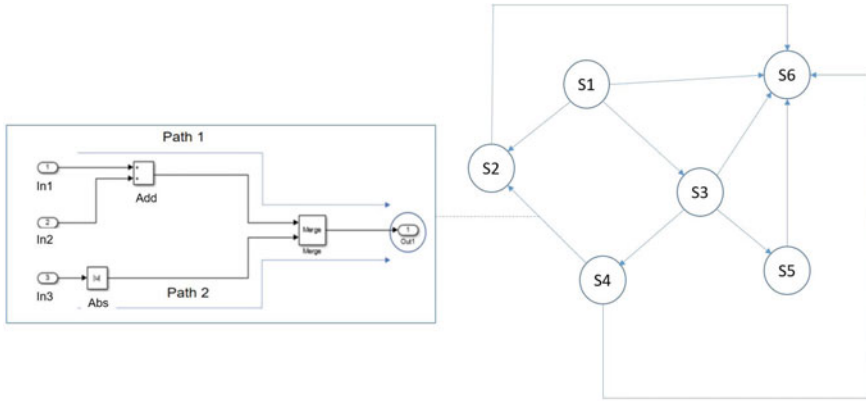 Path 1
1
In1
+
+
Add
2
In2
Merge
Merge
1
Out1
3
In3
|u|
Abs
Path 2
S1
S6
S2
S3
S4
S5